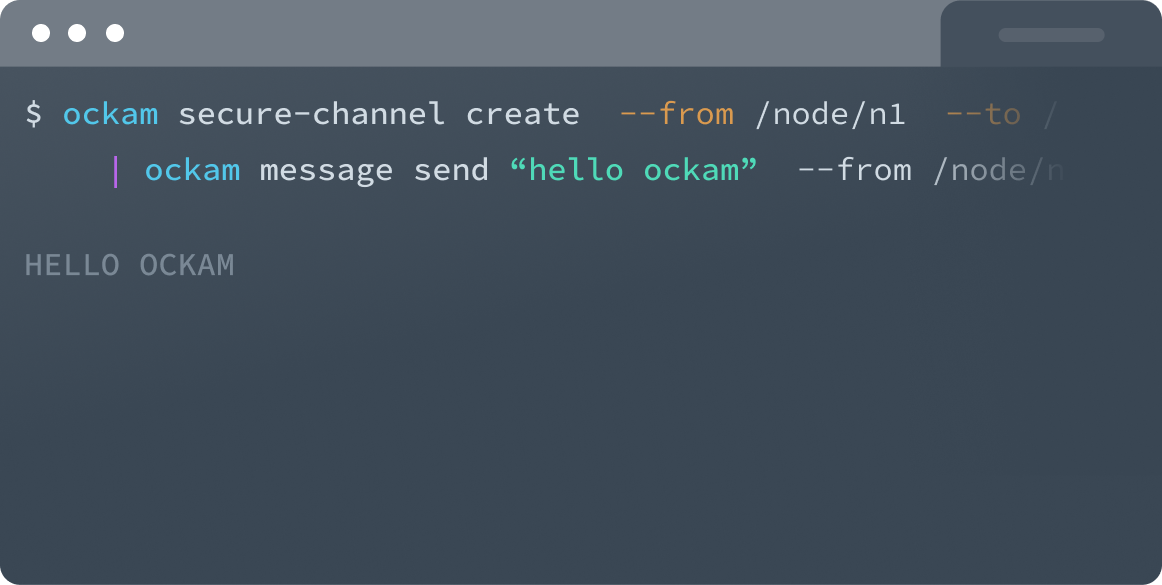 $ ockam secure-channel create --from /node/n1 --to /
| ockam message send “hello ockam” --from /node/n
HELLO OCKAM